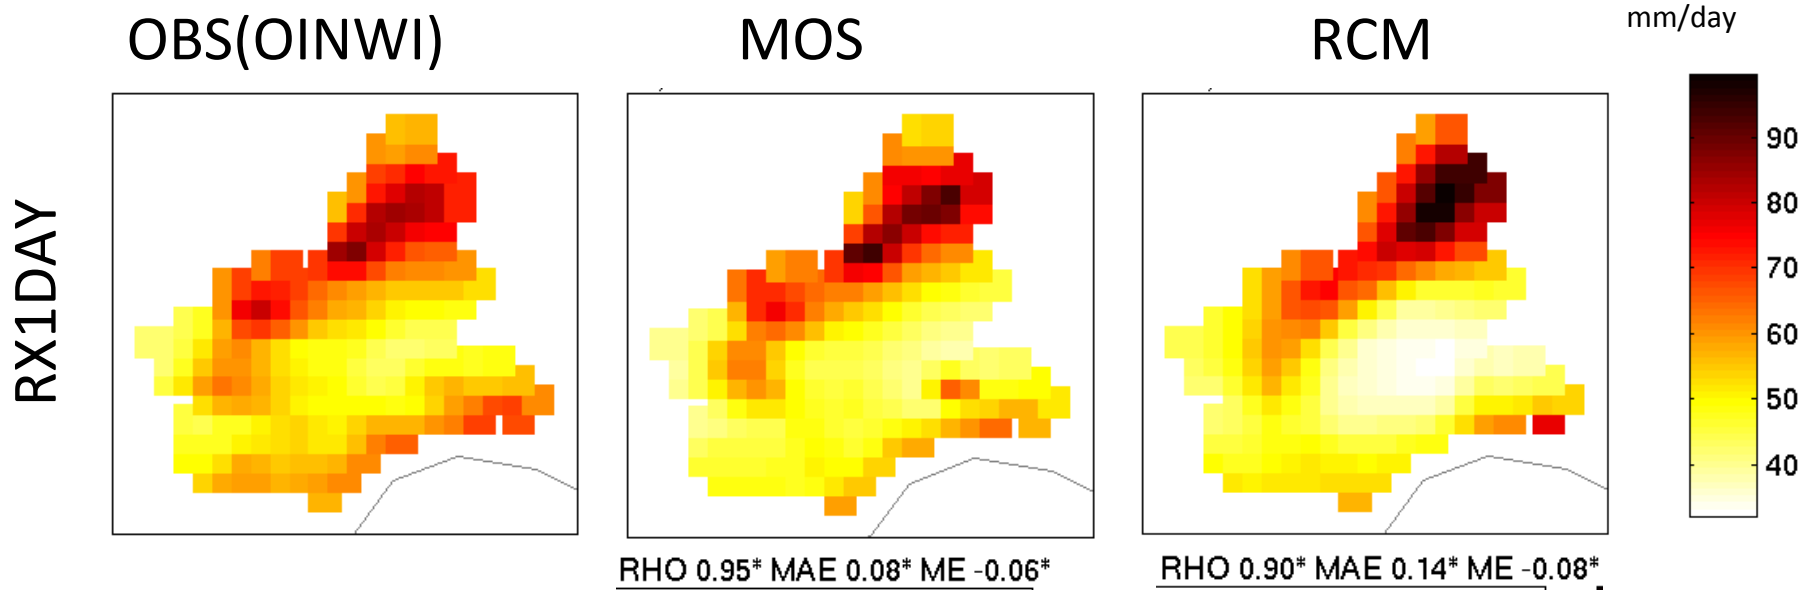 OBS(OINWI)
MOS
RCM
mm/day
RX1DAY
90
80
70
60
50
40
RHO 0.95* MAE 0.08* ME -0.06*
RHO 0.90* MAE 0.14* ME -0.08*